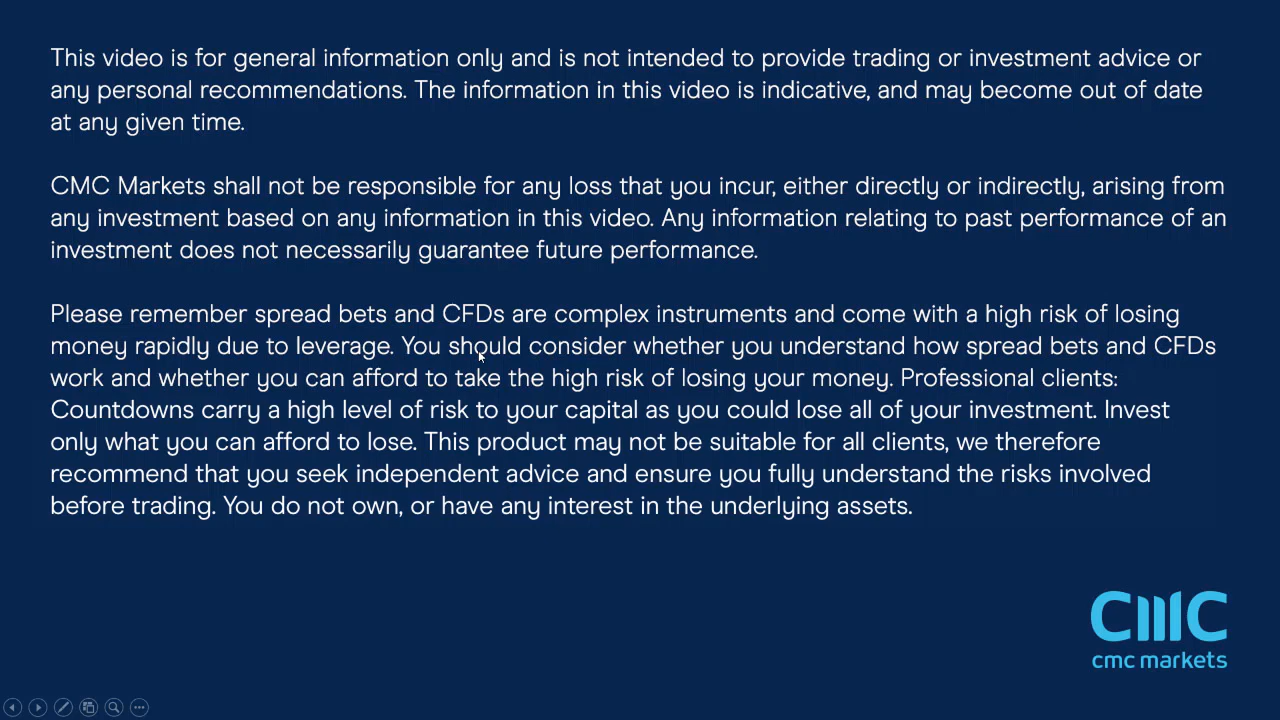 This video is for general information only and is not intended to provide trading or investment advice or
any personal recommendations. The information in this video is indicative, and may become out of date
at any given time.
CMC Markets shall not be responsible for any loss that you incur, either directly or indirectly, arising from
any investment based on any information in this video. Any information relating to past performance of an
investment does not necessarily guarantee future performance.
Please remember spread bets and CFDs are complex instruments and come with a high risk of losing
money rapidly due to leverage. You should consider whether you understand how spread bets and CFDs
work and whether you can afford to take the high risk of losing your money. Professional clients:
Countdowns carry a high level of risk to your capital as you could lose all of your investment. Invest
only what you can afford to lose. This product may not be suitable for all clients, we therefore
recommend that you seek independent advice and ensure you fully understand the risks involved
before trading. You do not own, or have any interest in the underlying assets.
CMC
cmc markets